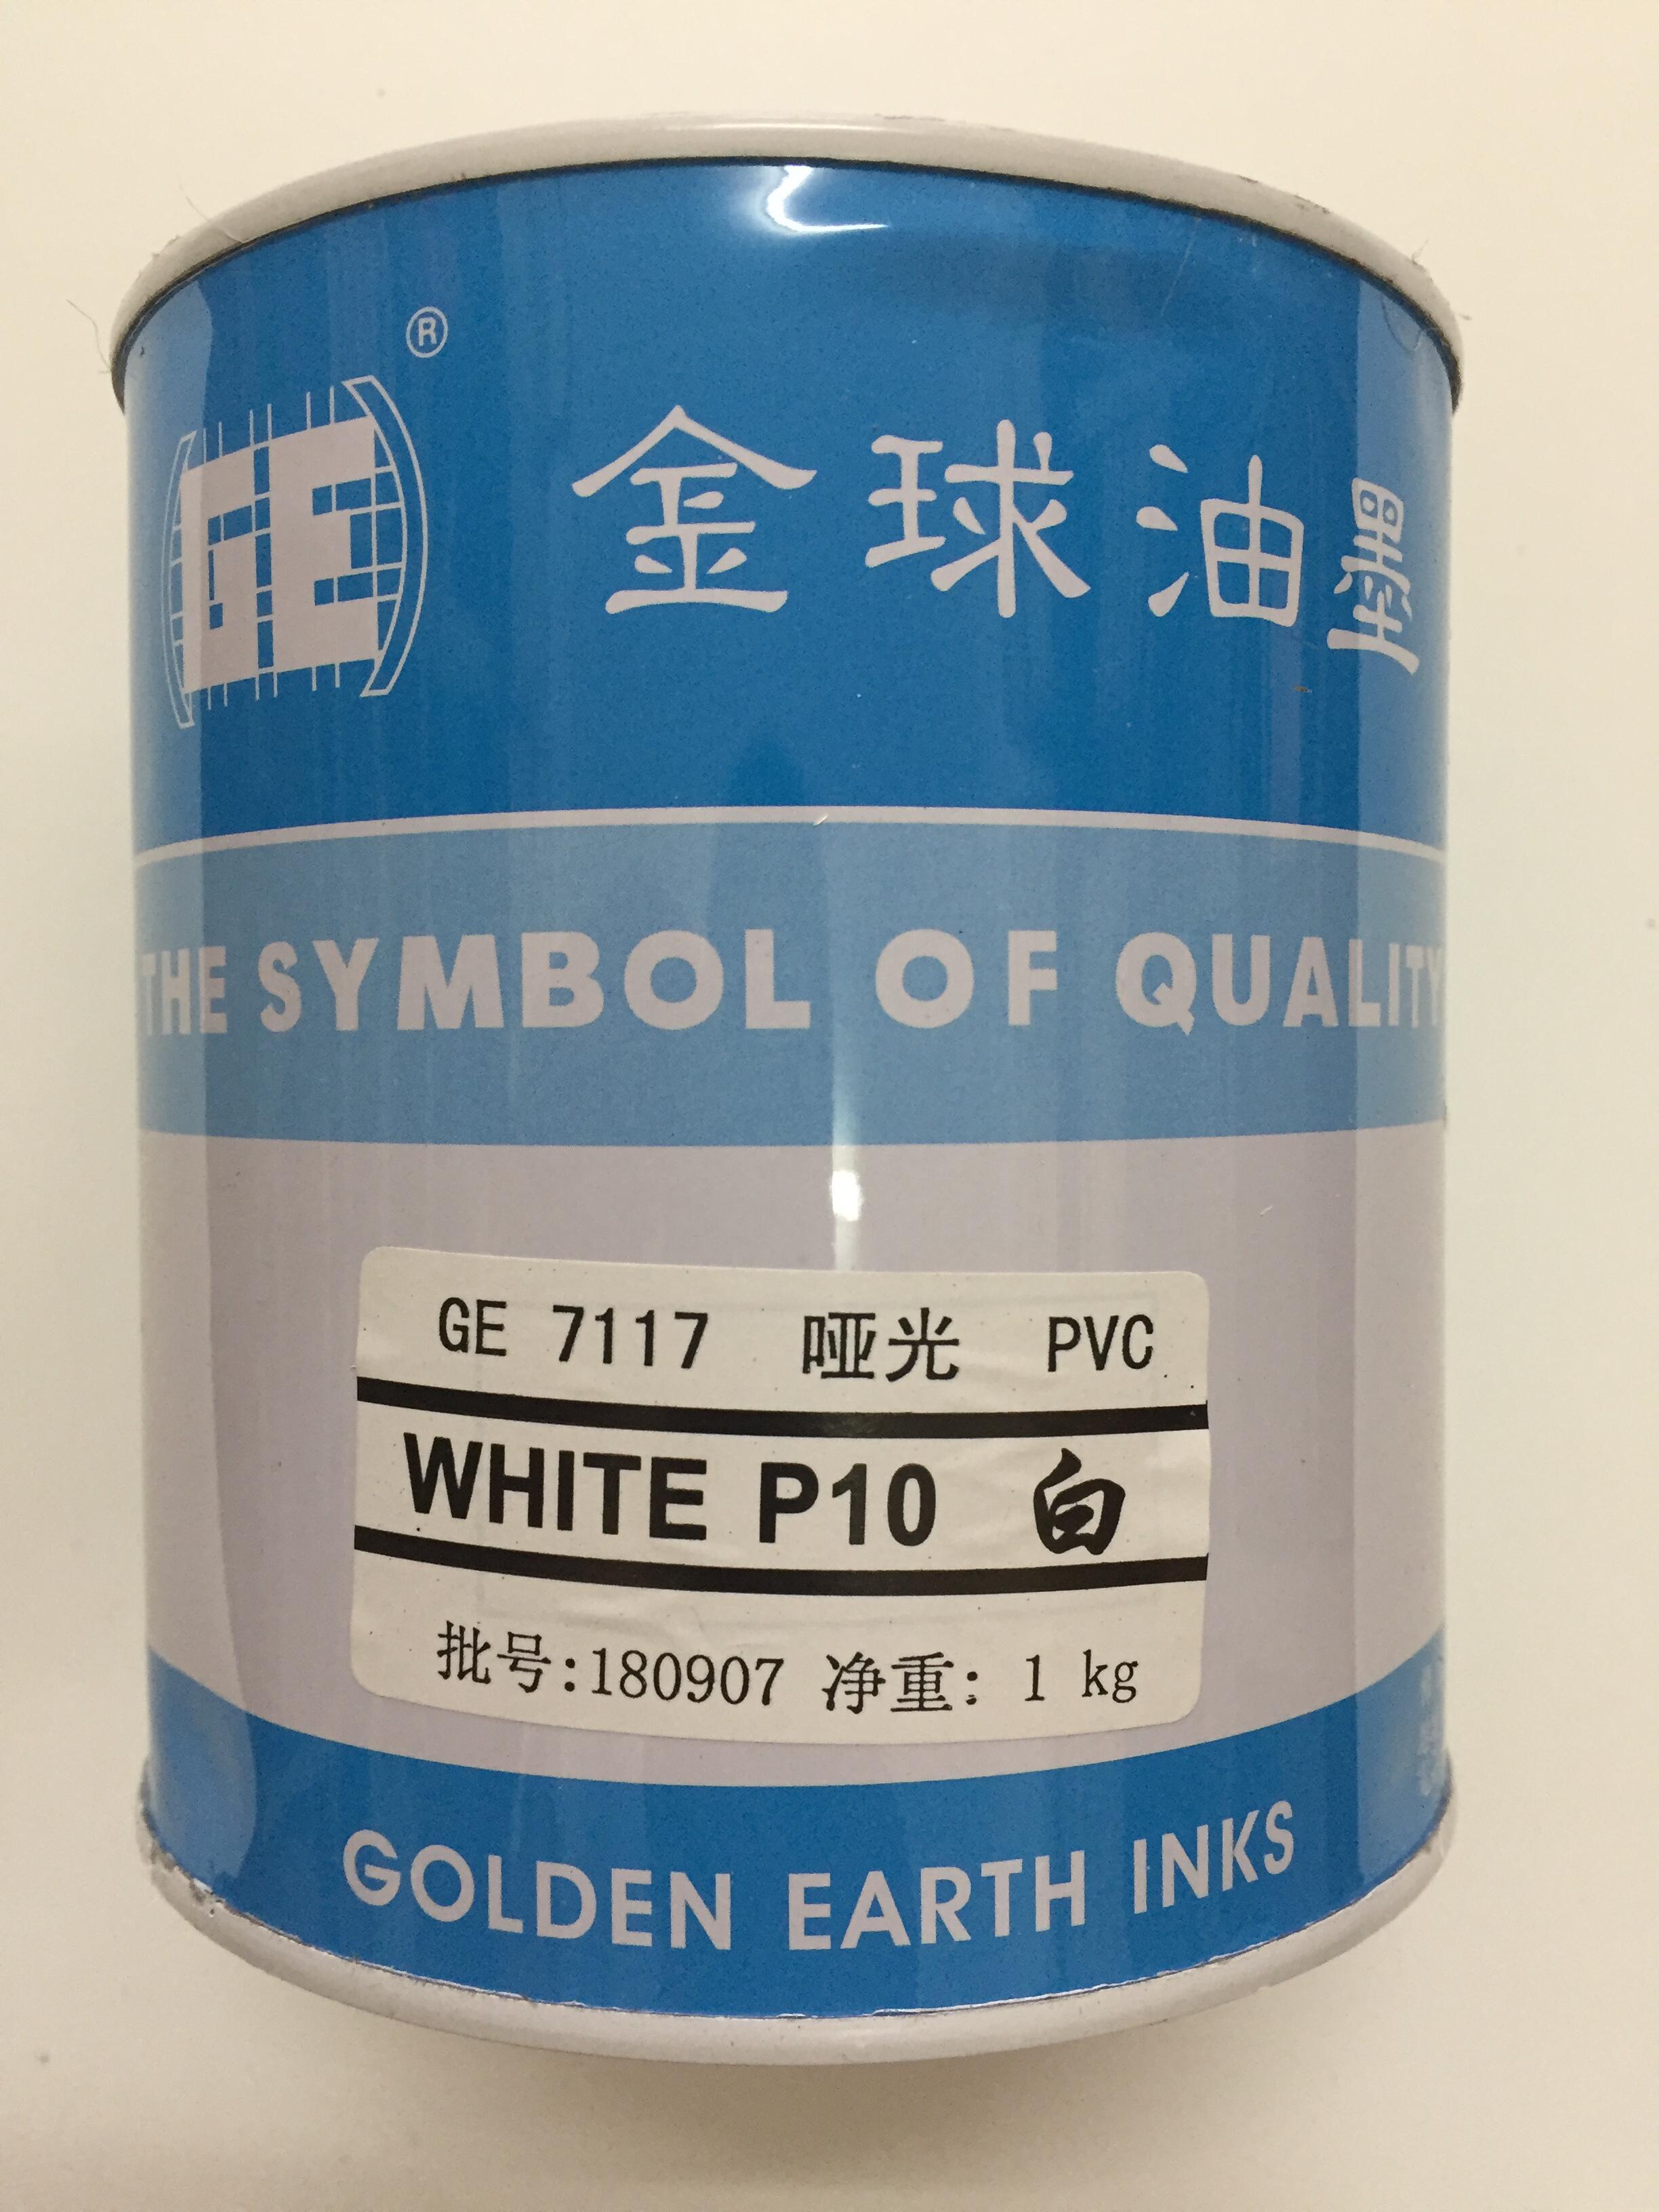 GE ®
金球油墨
THE SYMBOL OF QUALITY
GE 7117 哑光 PVC
WHITE P10 白
批号:180907 净重: 1 kg
GOLDEN EARTH INKS